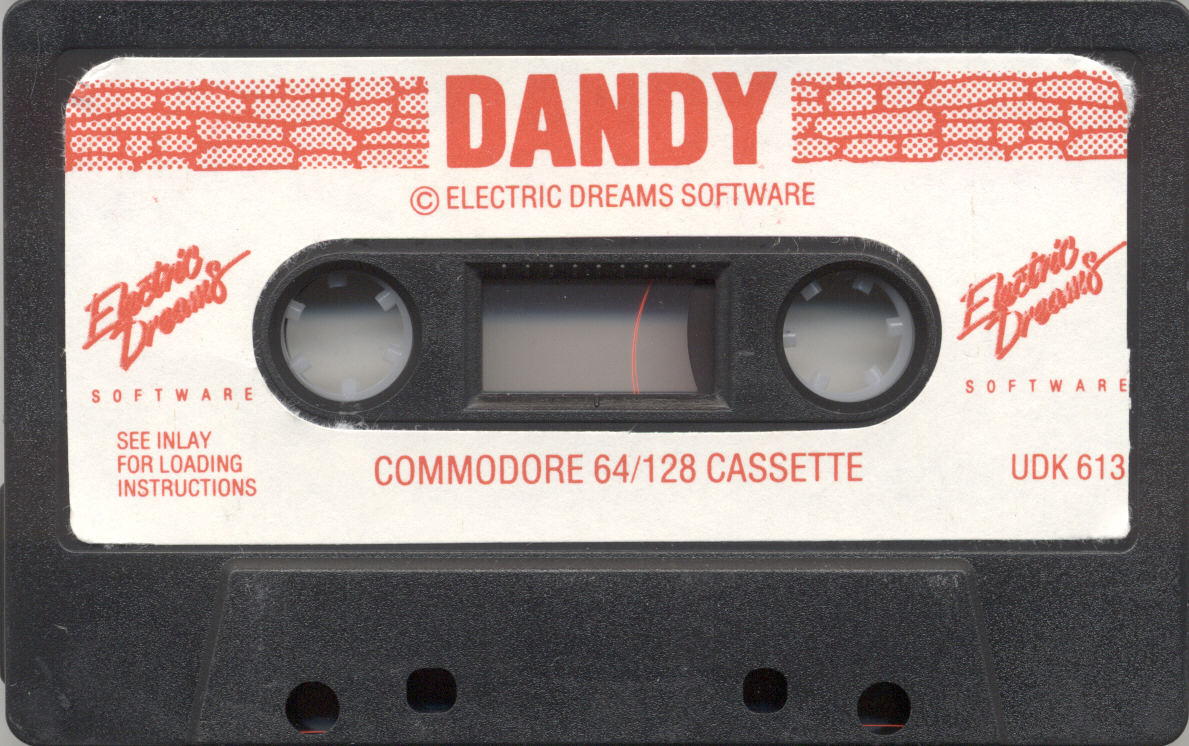 DANDY
© ELECTRIC DREAMS SOFTWARE
Electric
Dreams
SOFTWARE
Electric
Dreams
SOFTWARE
SEE INLAY
FOR LOADING
INSTRUCTIONS
COMMODORE 64/128 CASSETTE
UDK 613